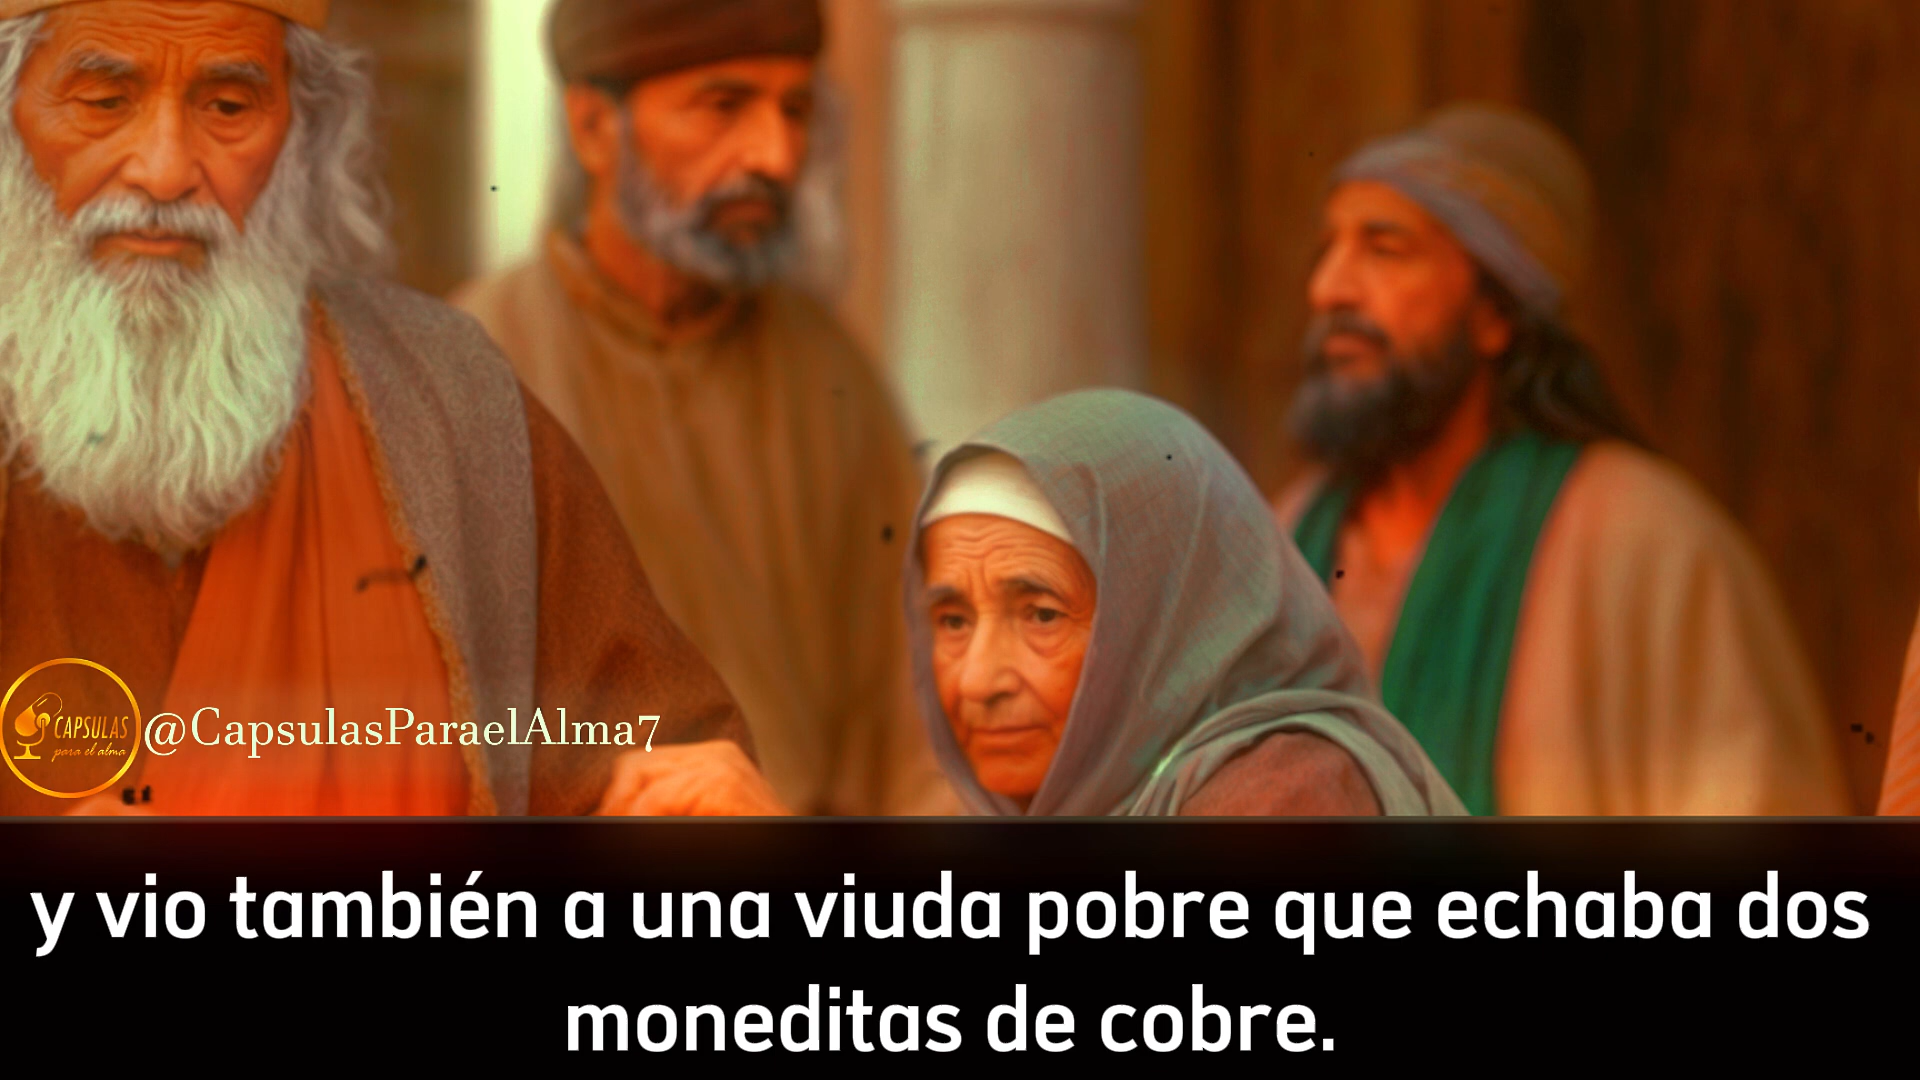 CAPSULAS
para el alma
@CapsulasParaelAlma7
y vio también a una viuda pobre que echaba dos
moneditas de cobre.